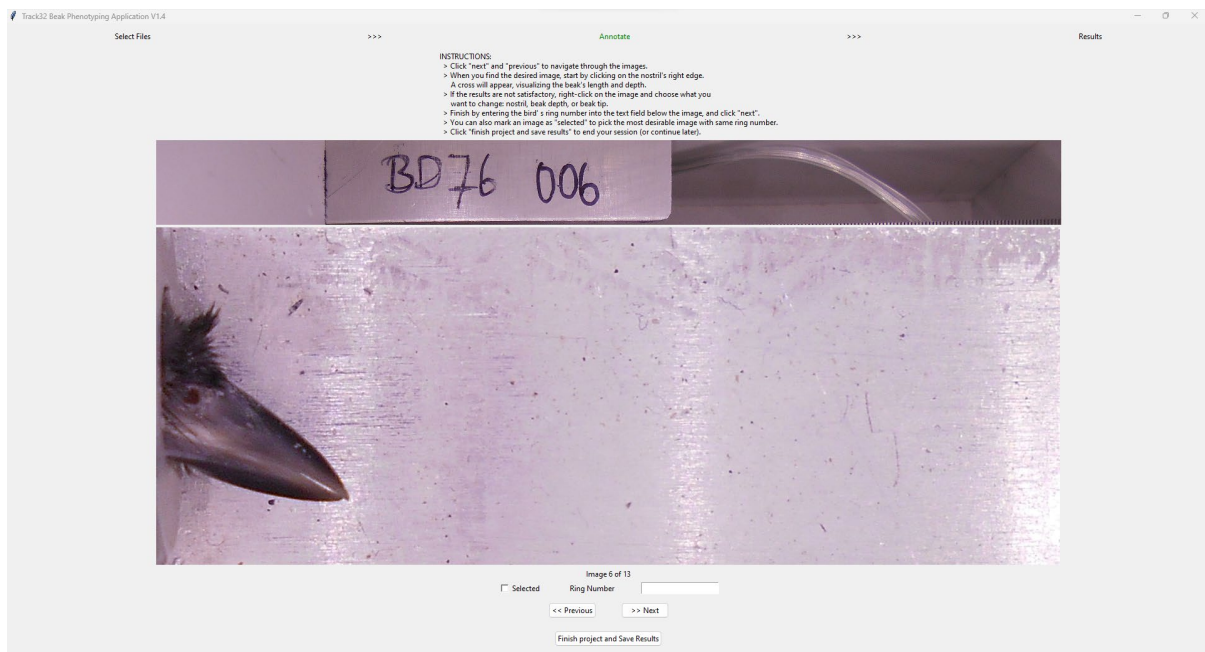 Track32 Beak Phenotyping Application V1.4
Select Files >>> Annotate >>> Results
INSTRUCTIONS:
> Click "next" and "previous" to navigate through the images.
> When you find the desired image, start by clicking on the nostril's right edge.
A cross will appear, visualizing the beak's length and depth.
> If the results are not satisfactory, right-click on the image and choose what you
want to change: nostril, beak depth, or beak tip.
> Finish by entering the bird' s ring number into the text field below the image, and click "next".
> You can also mark an image as "selected" to pick the most desirable image with same ring number.
> Click "finish project and save results" to end your session (or continue later).
BD76 006
Image 6 of 13
Selected Ring Number
<< Previous >> Next
Finish project and Save Results